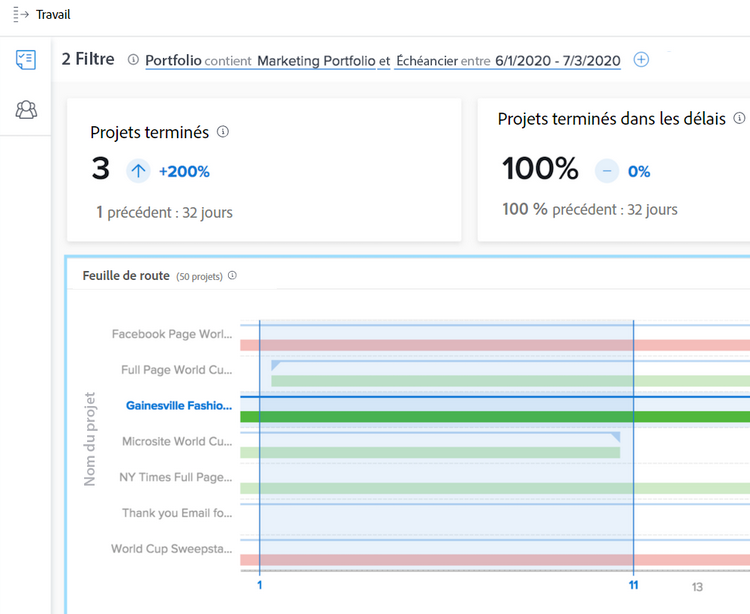 Travail
2 Filtre Portfolio contient Marketing Portfolio et Échéancier entre 6/1/2020 - 7/3/2020
Projets terminés
3 +200%
1 précédent : 32 jours
Projets terminés dans les délais
100% 0%
100 % précédent : 32 jours
Feuille de route (50 projets)
Nom du projet
Facebook Page Worl...
Full Page World Cu...
Gainesville Fashio...
Microsite World Cu...
NY Times Full Page...
Thank you Email fo...
World Cup Sweepsta...
1 11 13